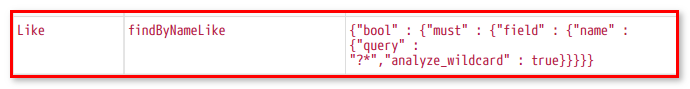 Like findByNameLike {"bool" : {"must" : {"field" : {"name" :
{"query" :
"?*","analyze_wildcard" : true}}}}}